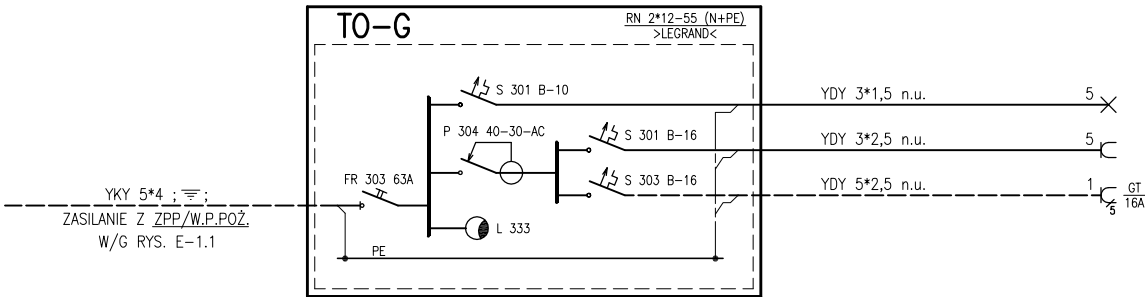 TO-G
RN 2*12-55 (N+PE)
>LEGRAND<
S 301 B-10
YDY 3*1,5 n.u.
5
P 304 40-30-AC
S 301 B-16
YDY 3*2,5 n.u.
5
FR 303 63A
S 303 B-16
YDY 5*2,5 n.u.
1
5
GT
16A
YKY 5*4 ; ;
ZASILANIE Z ZPP/W.P.POŻ.
W/G RYS. E-1.1
L 333
PE